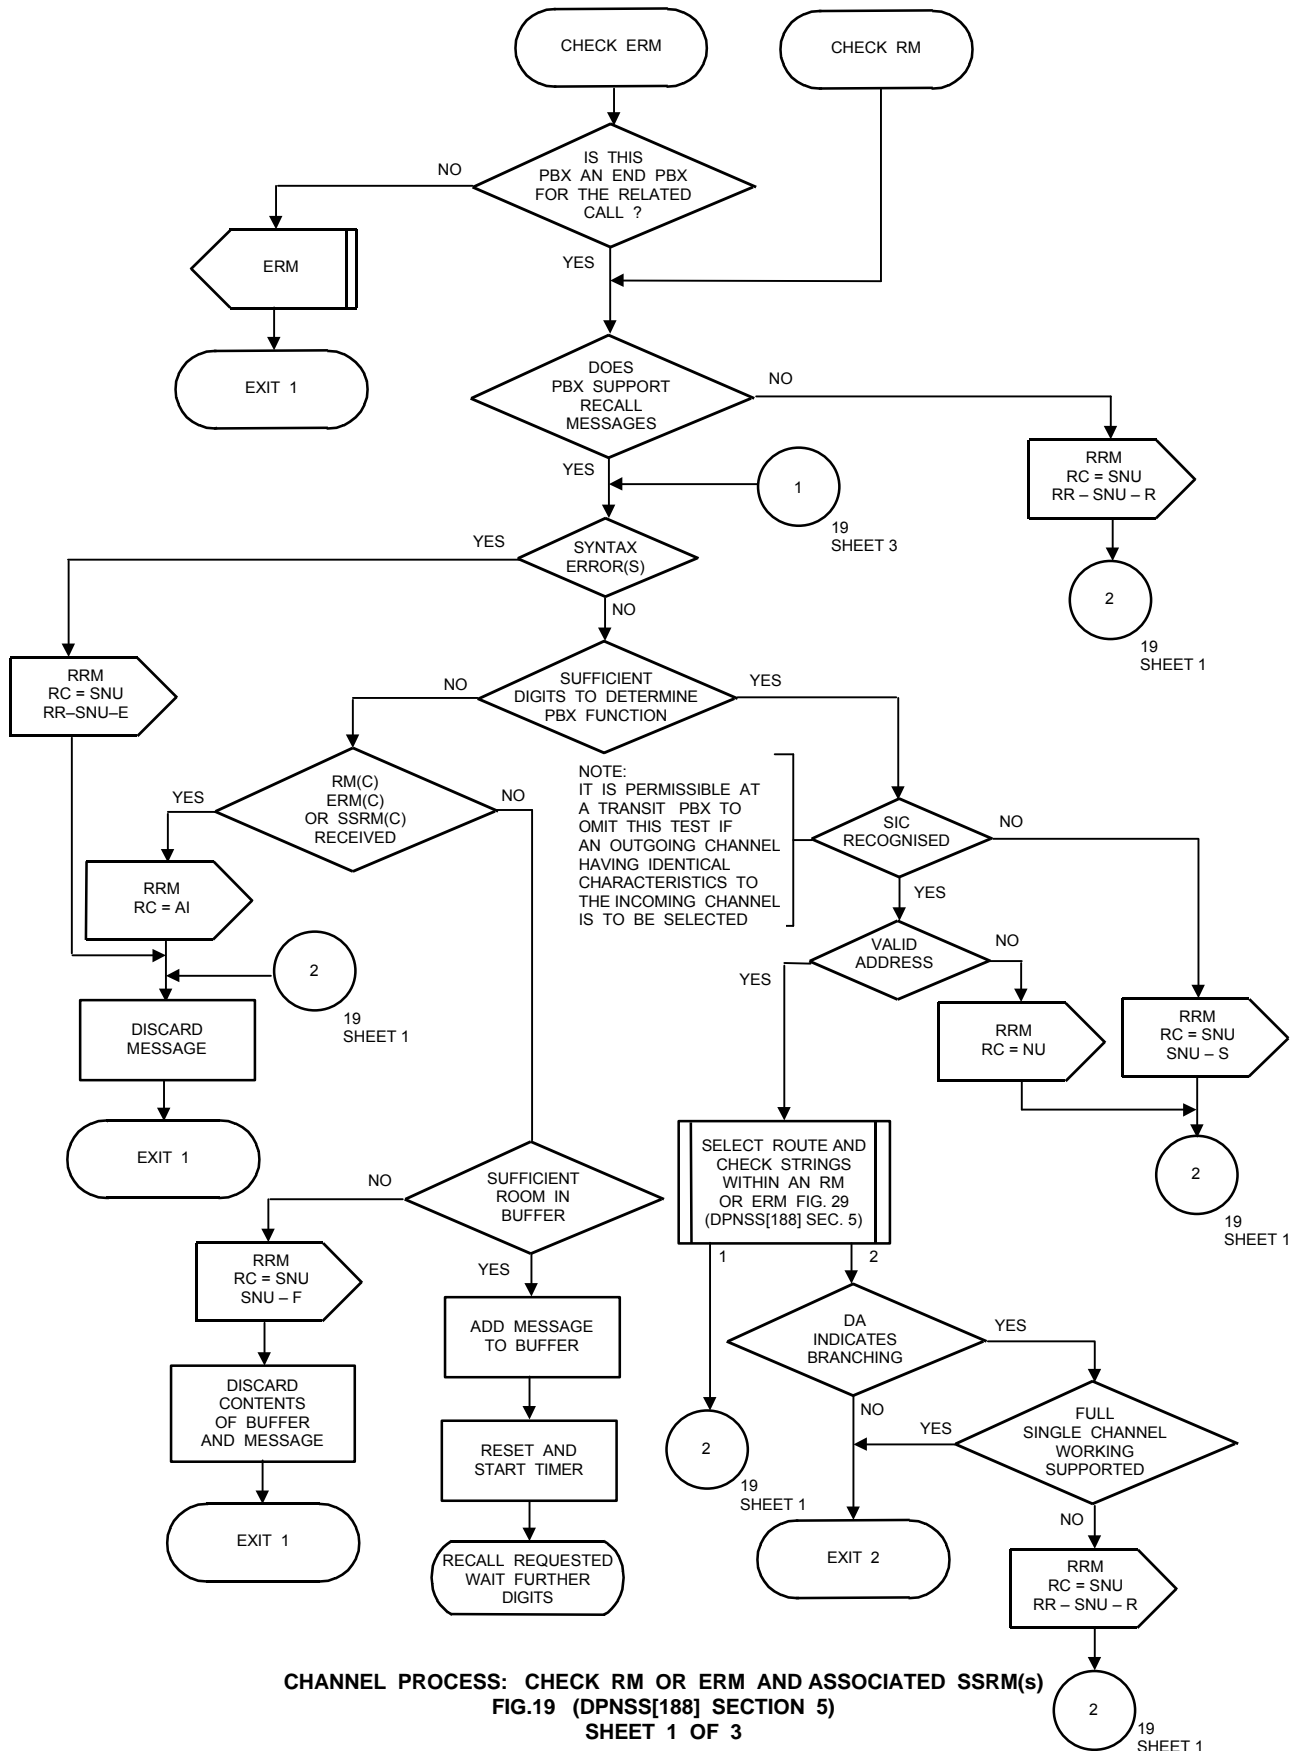 CHECK ERM
CHECK RM
IS THIS
PBX AN END PBX
FOR THE RELATED
CALL ?
NO
YES
ERM
EXIT 1
DOES
PBX SUPPORT
RECALL
MESSAGES
NO
YES
RRM
RC = SNU
RR – SNU – R
1
19
SHEET 3
2
19
SHEET 1
SYNTAX
ERROR(S)
YES
NO
RRM
RC = SNU
RR–SNU–E
SUFFICIENT
DIGITS TO DETERMINE
PBX FUNCTION
NO
YES
RM(C)
ERM(C)
OR SSRM(C)
RECEIVED
YES
NO
NOTE:
IT IS PERMISSIBLE AT
A TRANSIT PBX TO
OMIT THIS TEST IF
AN OUTGOING CHANNEL
HAVING IDENTICAL
CHARACTERISTICS TO
THE INCOMING CHANNEL
IS TO BE SELECTED
SIC
RECOGNISED
NO
YES
RRM
RC = AI
2
19
SHEET 1
VALID
ADDRESS
NO
YES
DISCARD
MESSAGE
RRM
RC = NU
RRM
RC = SNU
SNU – S
EXIT 1
2
19
SHEET 1
SUFFICIENT
ROOM IN
BUFFER
NO
YES
SELECT ROUTE AND
CHECK STRINGS
WITHIN AN RM
OR ERM FIG. 29
(DPNSS[188] SEC. 5)
1
2
RRM
RC = SNU
SNU – F
ADD MESSAGE
TO BUFFER
DA
INDICATES
BRANCHING
YES
NO
DISCARD
CONTENTS
OF BUFFER
AND MESSAGE
RESET AND
START TIMER
2
19
SHEET 1
FULL
SINGLE CHANNEL
WORKING
SUPPORTED
YES
NO
EXIT 1
RECALL REQUESTED
WAIT FURTHER
DIGITS
EXIT 2
RRM
RC = SNU
RR – SNU – R
2
19
SHEET 1
CHANNEL PROCESS: CHECK RM OR ERM AND ASSOCIATED SSRM(s)
FIG.19 (DPNSS[188] SECTION 5)
SHEET 1 OF 3